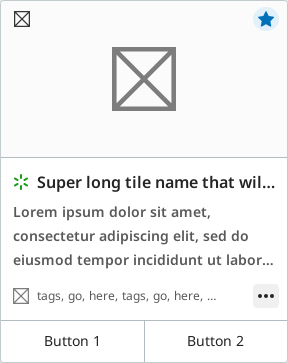 Super long tile name that wil...
Lorem ipsum dolor sit amet,
consectetur adipiscing elit, sed do
eiusmod tempor incididunt ut labor...
tags, go, here, tags, go, here, ...
Button 1
Button 2